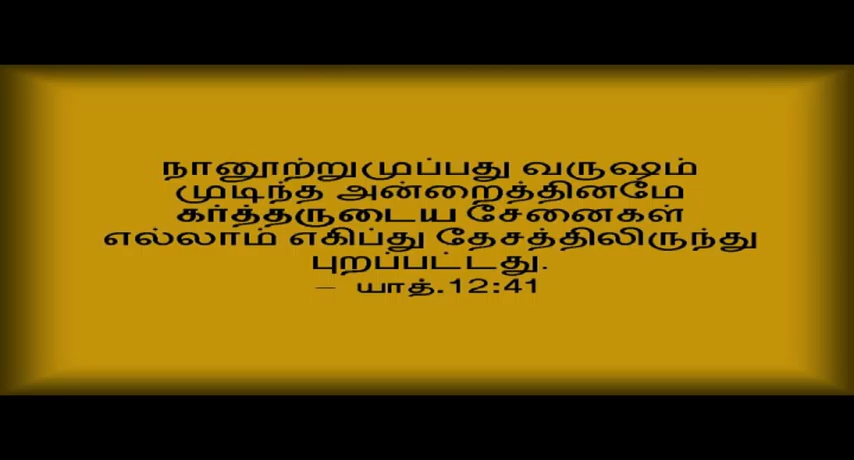 நானூற்றுமுப்பது வருஷம்
முடிந்த அன்றைத்தினமே
கர்த்தருடைய சேனைகள்
எல்லாம் எகிப்து தேசத்திலிருந்து
புறப்பட்டது.
– யாத்.12:41